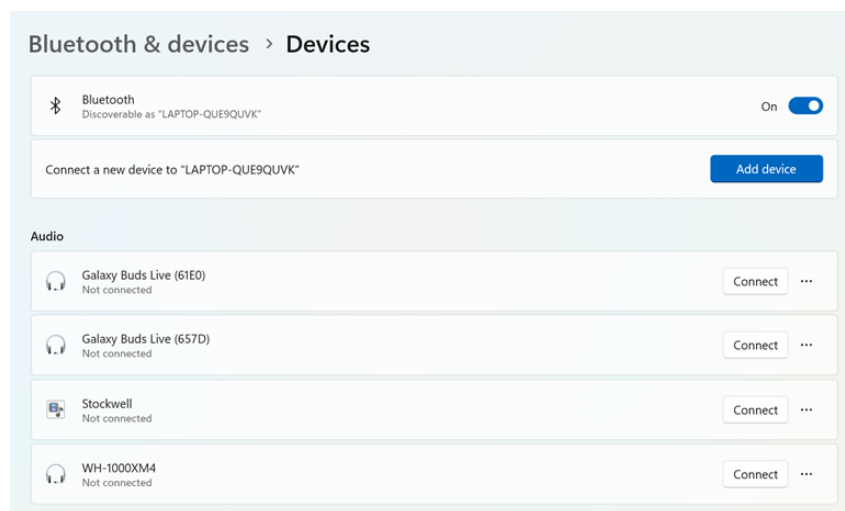 Bluetooth & devices > Devices
Bluetooth
Discoverable as "LAPTOP-QUE9QUVK"
On
Connect a new device to "LAPTOP-QUE9QUVK"
Add device
Audio
Galaxy Buds Live (61E0)
Not connected
Connect
Galaxy Buds Live (657D)
Not connected
Connect
Stockwell
Not connected
Connect
WH-1000XM4
Not connected
Connect